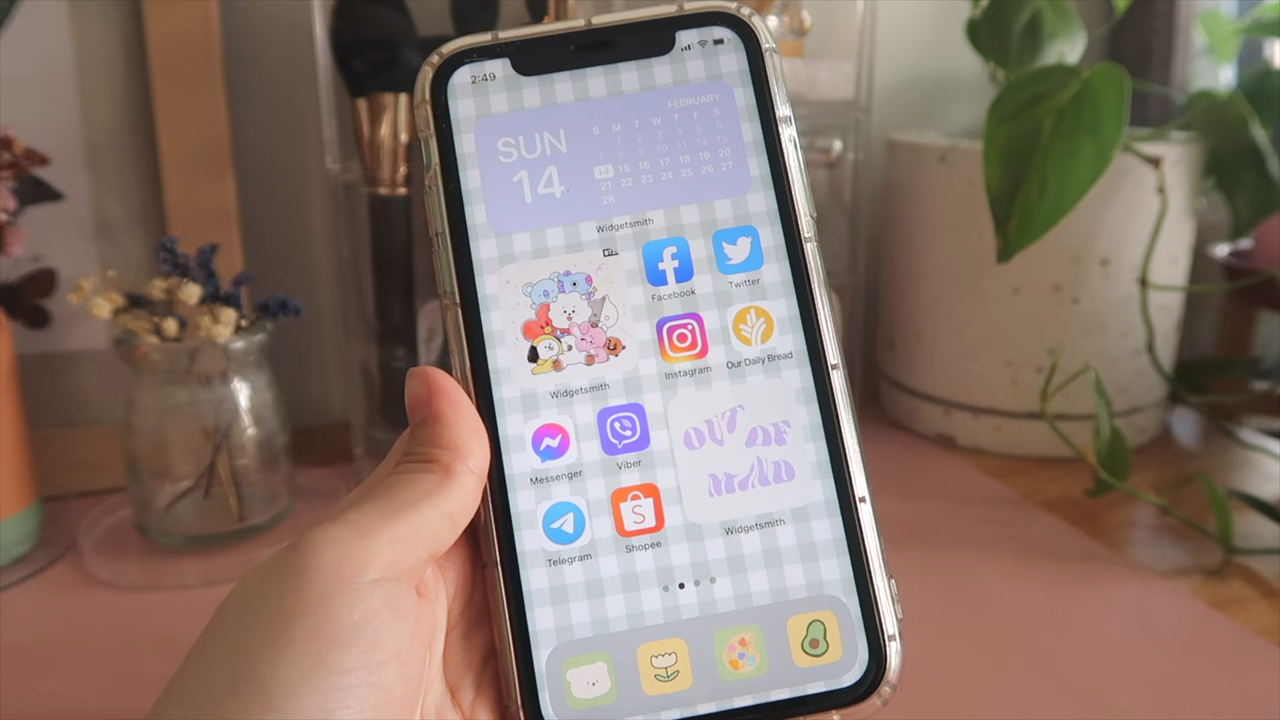 2:49
SUN
14
FEBRUARY
S M T W T F S
1 2 3 4 5 6
7 8 9 10 11 12 13
14 15 16 17 18 19 20
21 22 23 24 25 26 27
28
Widgetsmith
Facebook
Twitter
Widgetsmith
Instagram
Our Daily Bread
Messenger
Viber
OUT OF
MIND
Telegram
Shopee
Widgetsmith